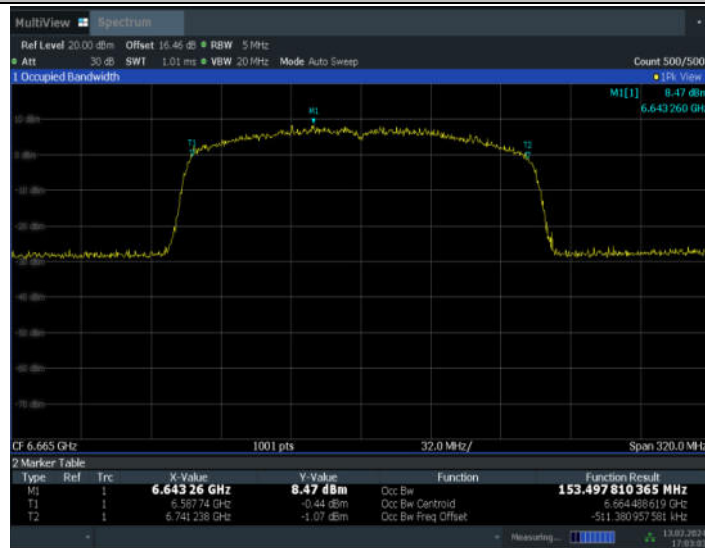 MultiView Spectrum
Ref Level 20.00 dBm Offset 16.46 dB RBW 5 MHz
Att 30 dB SWT 1.01 ms VBW 20 MHz Mode Auto Sweep Count 500/500
1 Occupied Bandwidth 1Pk View
M1[1] 8.47 dBm
6.643 260 GHz
M1
10 dBm
T1
T2
0 dBm
-10 dBm
-20 dBm
-30 dBm
-40 dBm
-50 dBm
-60 dBm
-70 dBm
CF 6.665 GHz 1001 pts 32.0 MHz/ Span 320.0 MHz
2 Marker Table
Type Ref Trc X-Value Y-Value Function Function Result
M1 1 6.643 26 GHz 8.47 dBm Occ Bw 153.497 810 365 MHz
T1 1 6.587 74 GHz -0.44 dBm Occ Bw Centroid 6.664 488 619 GHz
T2 1 6.741 238 GHz -1.07 dBm Occ Bw Freq Offset -511.380 957 581 kHz
Measuring...